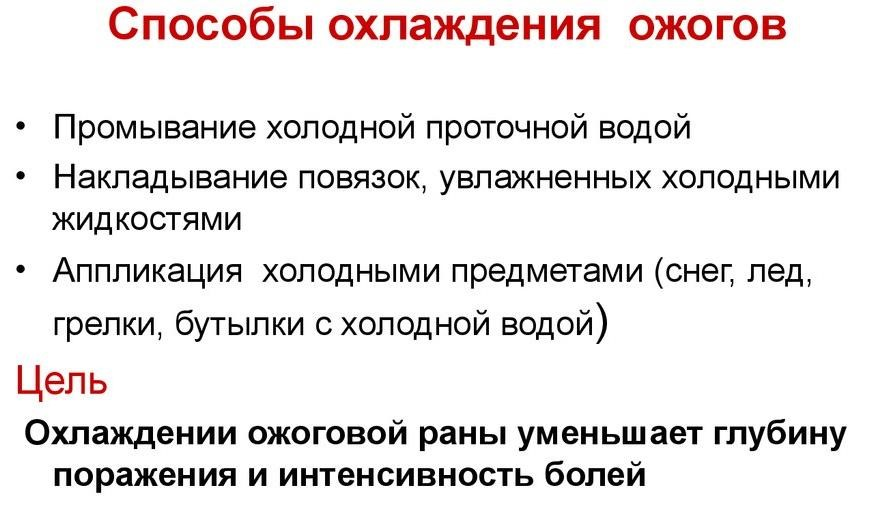 Способы охлаждения ожогов
• Промывание холодной проточной водой
• Накладывание повязок, увлажненных холодными
жидкостями
• Аппликация холодными предметами (снег, лед,
грелки, бутылки с холодной водой)
Цель
Охлаждении ожоговой раны уменьшает глубину
поражения и интенсивность болей